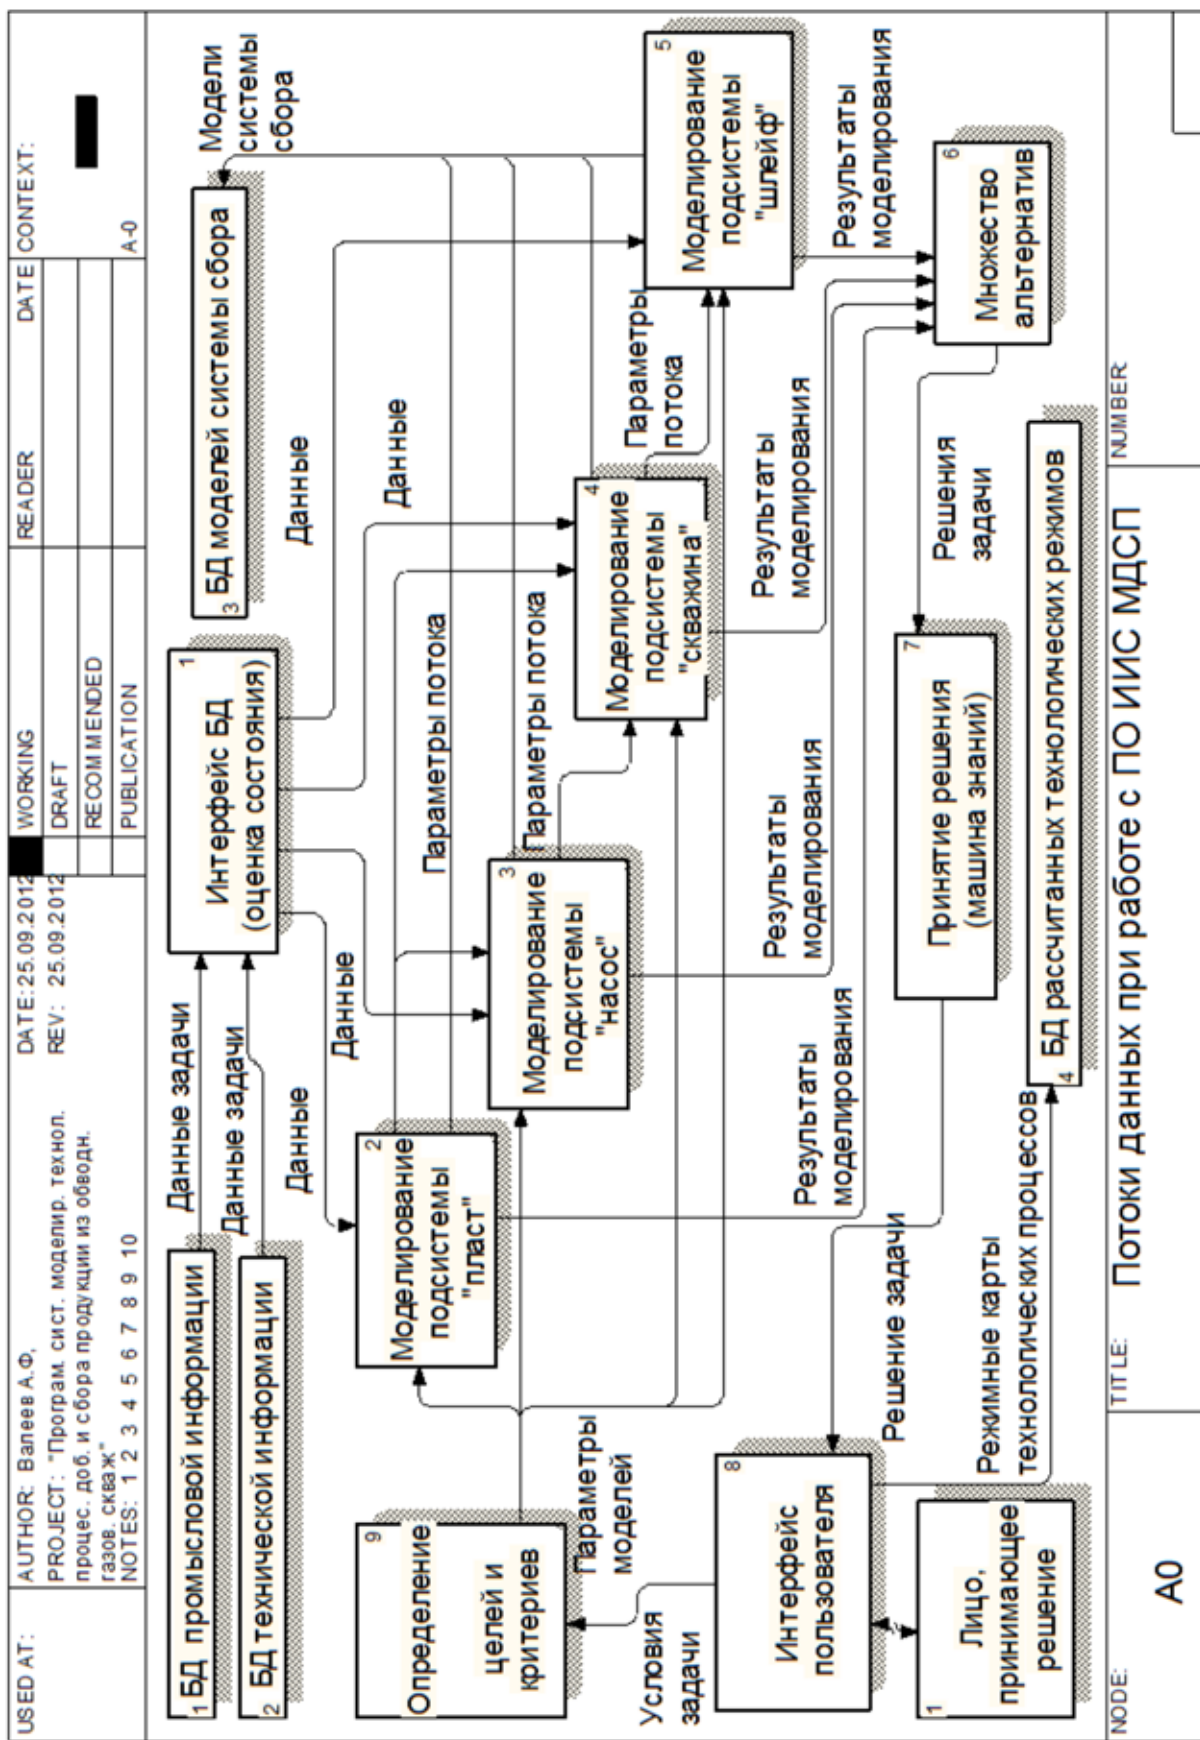 USED AT:
AUTHOR: Валеев А.Ф,
PROJECT: "Програм. сист. моделир. технол.
процес. доб. и сбора продукции из обводн.
газов. скваж"
NOTES: 1 2 3 4 5 6 7 8 9 10
DATE: 25.09.2012
REV: 25.09.2012
WORKING
DRAFT
RECOMMENDED
PUBLICATION
READER
DATE
CONTEXT:
A-0
1 БД промысловой информации
2 БД технической информации
Данные задачи
Данные задачи
1
Интерфейс БД
(оценка состояния)
3 БД моделей системы сбора
Модели
системы
сбора
Данные
Данные
Данные
Данные
2
Моделирование
подсистемы
"пласт"
Параметры потока
3
Моделирование
подсистемы
"насос"
Параметры потока
4
Моделирование
подсистемы
"скважина"
Параметры
потока
5
Моделирование
подсистемы
"шлейф"
9
Определение
целей и
критериев
Параметры
моделей
Условия
задачи
Результаты
моделирования
Результаты
моделирования
Результаты
моделирования
Результаты
моделирования
6
Множество
альтернатив
Решения
задачи
7
Принятие решения
(машина знаний)
Решение задачи
8
Интерфейс
пользователя
Режимные карты
технологических процессов
4 БД рассчитанных технологических режимов
1
Лицо,
принимающее
решение
NODE:
A0
TITLE:
Потоки данных при работе с ПО ИИС МДСП
NUMBER: